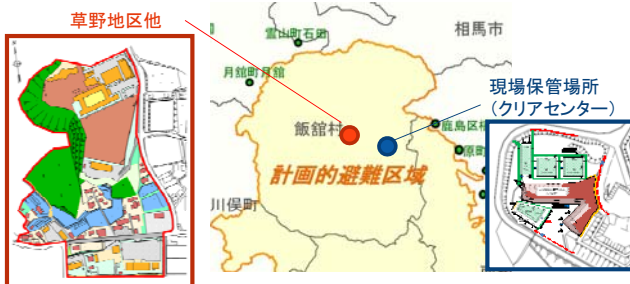 草野地区他
霊山町石田
相馬市
月舘町月舘
現場保管場所
（クリアセンター）
飯舘村
鹿島区
原町
計画的避難区域
川俣町